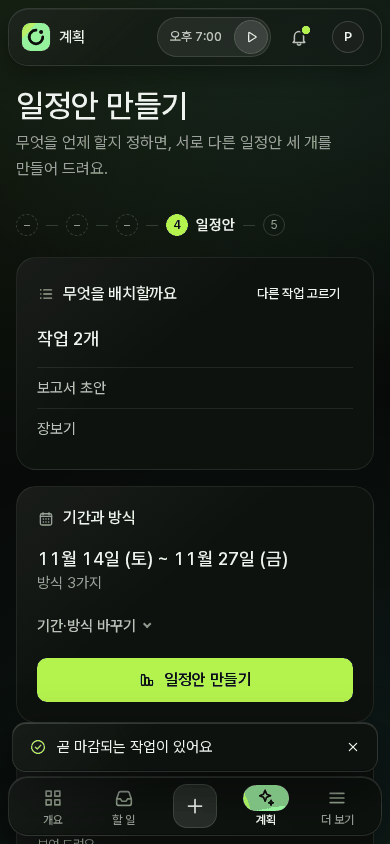 계획
오후 7:00
P
일정안 만들기
무엇을 언제 할지 정하면, 서로 다른 일정안 세 개를
만들어 드려요.
– – – 4 일정안 5
무엇을 배치할까요
다른 작업 고르기
작업 2개
보고서 초안
장보기
기간과 방식
11월 14일 (토) ~ 11월 27일 (금)
방식 3가지
기간·방식 바꾸기
일정안 만들기
곧 마감되는 작업이 있어요
개요
할 일
계획
더 보기